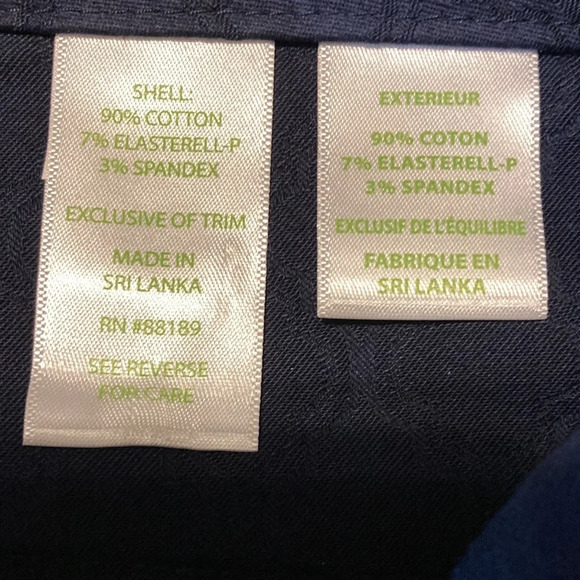 SHELL:
90% COTTON
7% ELASTERELL-P
3% SPANDEX
EXCLUSIVE OF TRIM
MADE IN
SRI LANKA
RN #88189
SEE REVERSE
FOR CARE
EXTERIEUR
90% COTON
7% ELASTERELL-P
3% SPANDEX
EXCLUSIF DE L'ÉQUILIBRE
FABRIQUE EN
SRI LANKA